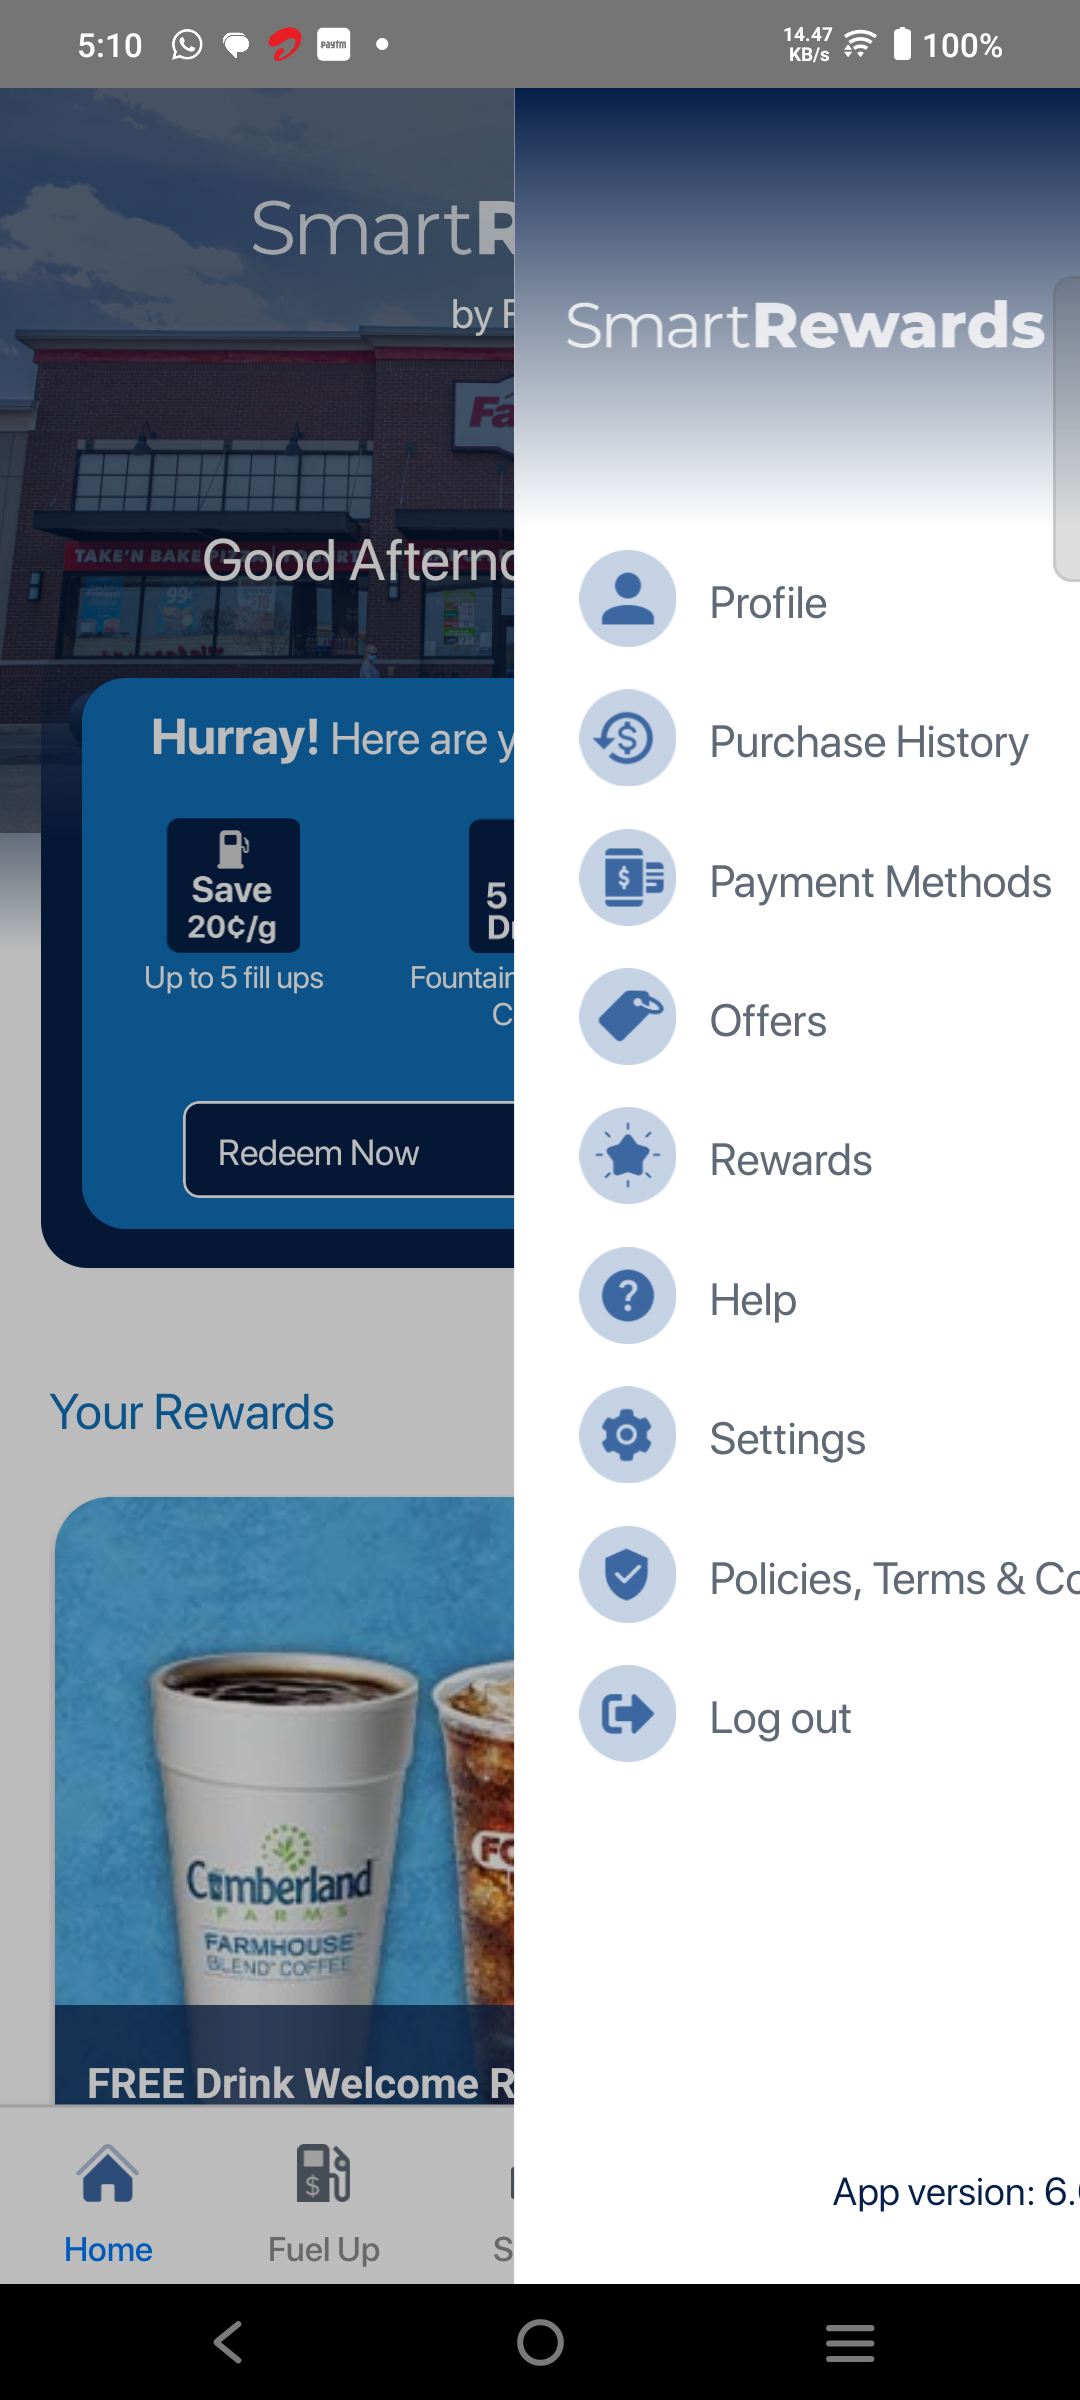 5:10
paytm
14.47
KB/s
100%
SmartR
by F
Fa
TAKE'N BAKE PIZZA
Good Afterno
Hurray! Here are y
Save
20¢/g
5
Dr
Up to 5 fill ups
Fountain
C
Redeem Now
Your Rewards
Cumberland
FARMS
FARMHOUSE
BLEND COFFEE
FO
FREE Drink Welcome R
Home
Fuel Up
S
SmartRewards
Profile
Purchase History
Payment Methods
Offers
Rewards
Help
Settings
Policies, Terms & Co
Log out
App version: 6.